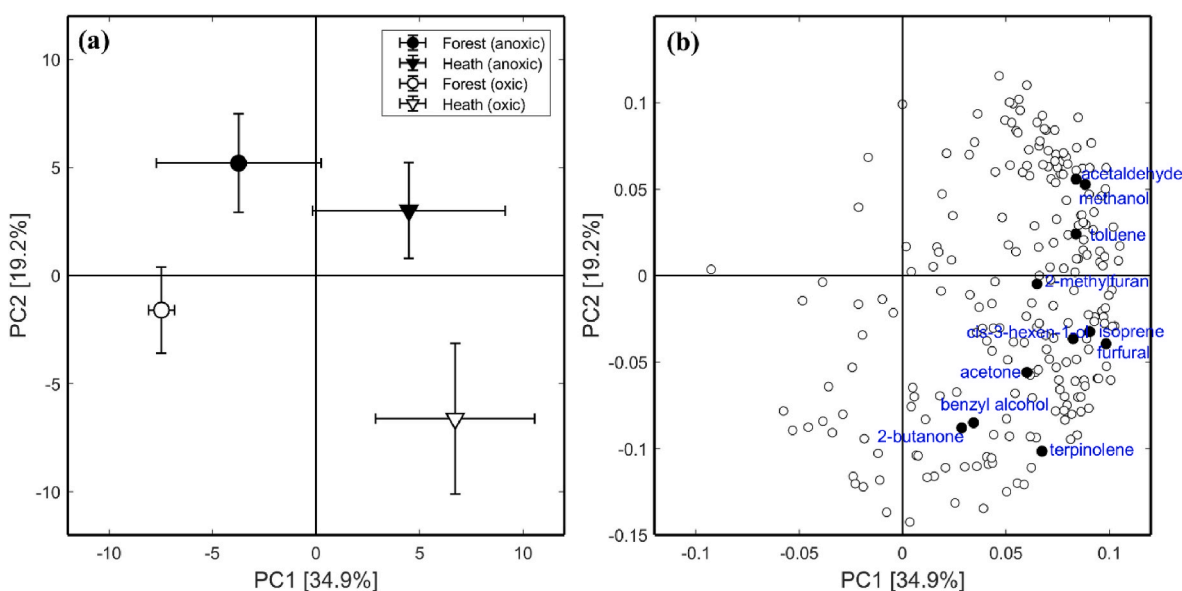 (a)
Forest (anoxic)
Heath (anoxic)
Forest (oxic)
Heath (oxic)
10
5
0
-5
-10
PC2 [19.2%]
-10
-5
0
5
10
PC1 [34.9%]
(b)
0.1
0.05
0
-0.05
-0.1
-0.15
PC2 [19.2%]
acetaldehyde
methanol
toluene
2-methylfuran
cis-3-hexen-1-ol
isoprene
furfural
acetone
benzyl alcohol
2-butanone
terpinolene
-0.1
-0.05
0
0.05
0.1
PC1 [34.9%]